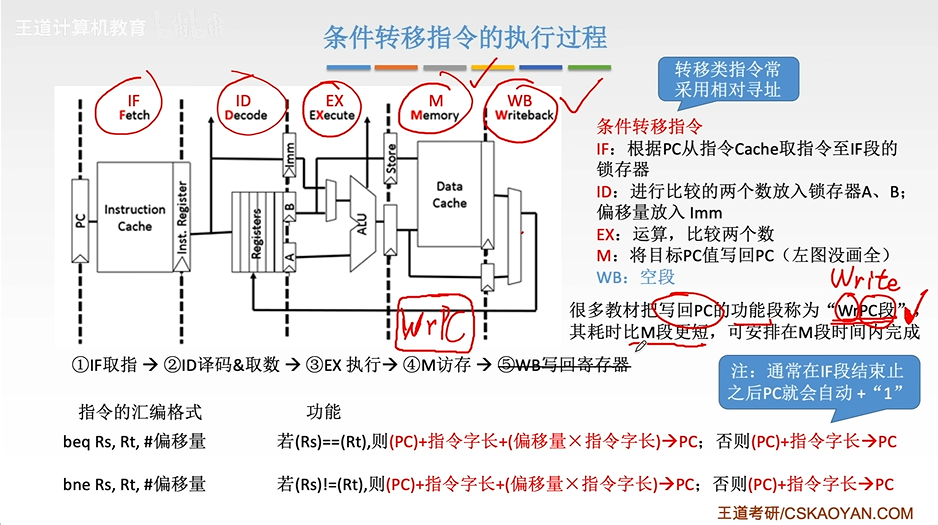 王道计算机教育
条件转移指令的执行过程
转移类指令常
采用相对寻址
IF
Fetch
ID
Decode
EX
EXecute
M
Memory
WB
Writeback
PC
Instruction
Cache
Inst. Register
Registers
Imm
B
A
ALU
Store
Data
Cache
WrPC
条件转移指令
IF：根据PC从指令Cache取指令至IF段的
锁存器
ID：进行比较的两个数放入锁存器A、B；
偏移量放入 Imm
EX：运算，比较两个数
M：将目标PC值写回PC（左图没画全）
WB：空段
Write
很多教材把写回PC的功能段称为“WrPC段”，
其耗时比M段更短，可安排在M段时间内完成
①IF取指 → ②ID译码&取数 → ③EX 执行→ ④M访存 → ⑤WB写回寄存器
注：通常在IF段结束止
之后PC就会自动 +“1”
指令的汇编格式 功能
beq Rs, Rt, #偏移量 若(Rs)==(Rt),则(PC)+指令字长+(偏移量×指令字长)→PC；否则(PC)+指令字长→PC
bne Rs, Rt, #偏移量 若(Rs)!=(Rt),则(PC)+指令字长+(偏移量×指令字长)→PC；否则(PC)+指令字长→PC
王道考研/CSKAOYAN.COM